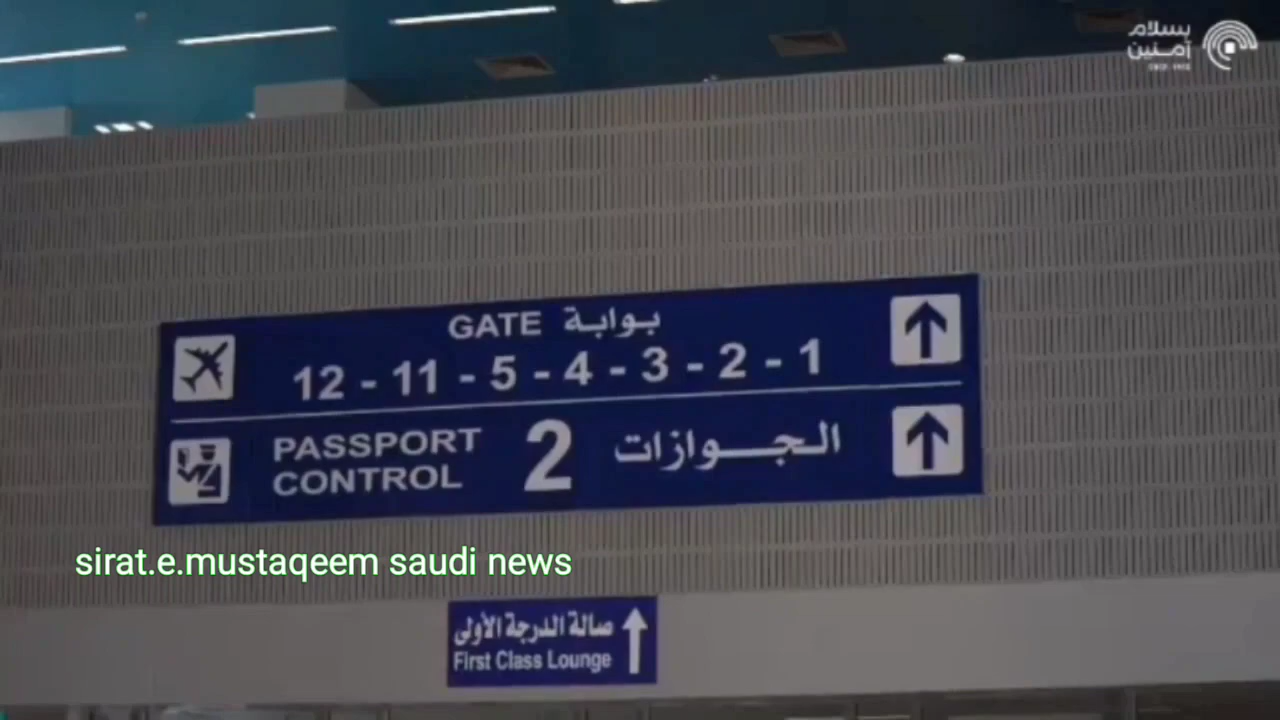 بسلام
آمنين
GATE بوابة
12 - 11 - 5 - 4 - 3 - 2 - 1
PASSPORT CONTROL 2 الجوازات
sirat.e.mustaqeem saudi news
صالة الدرجة الأولى
First Class Lounge